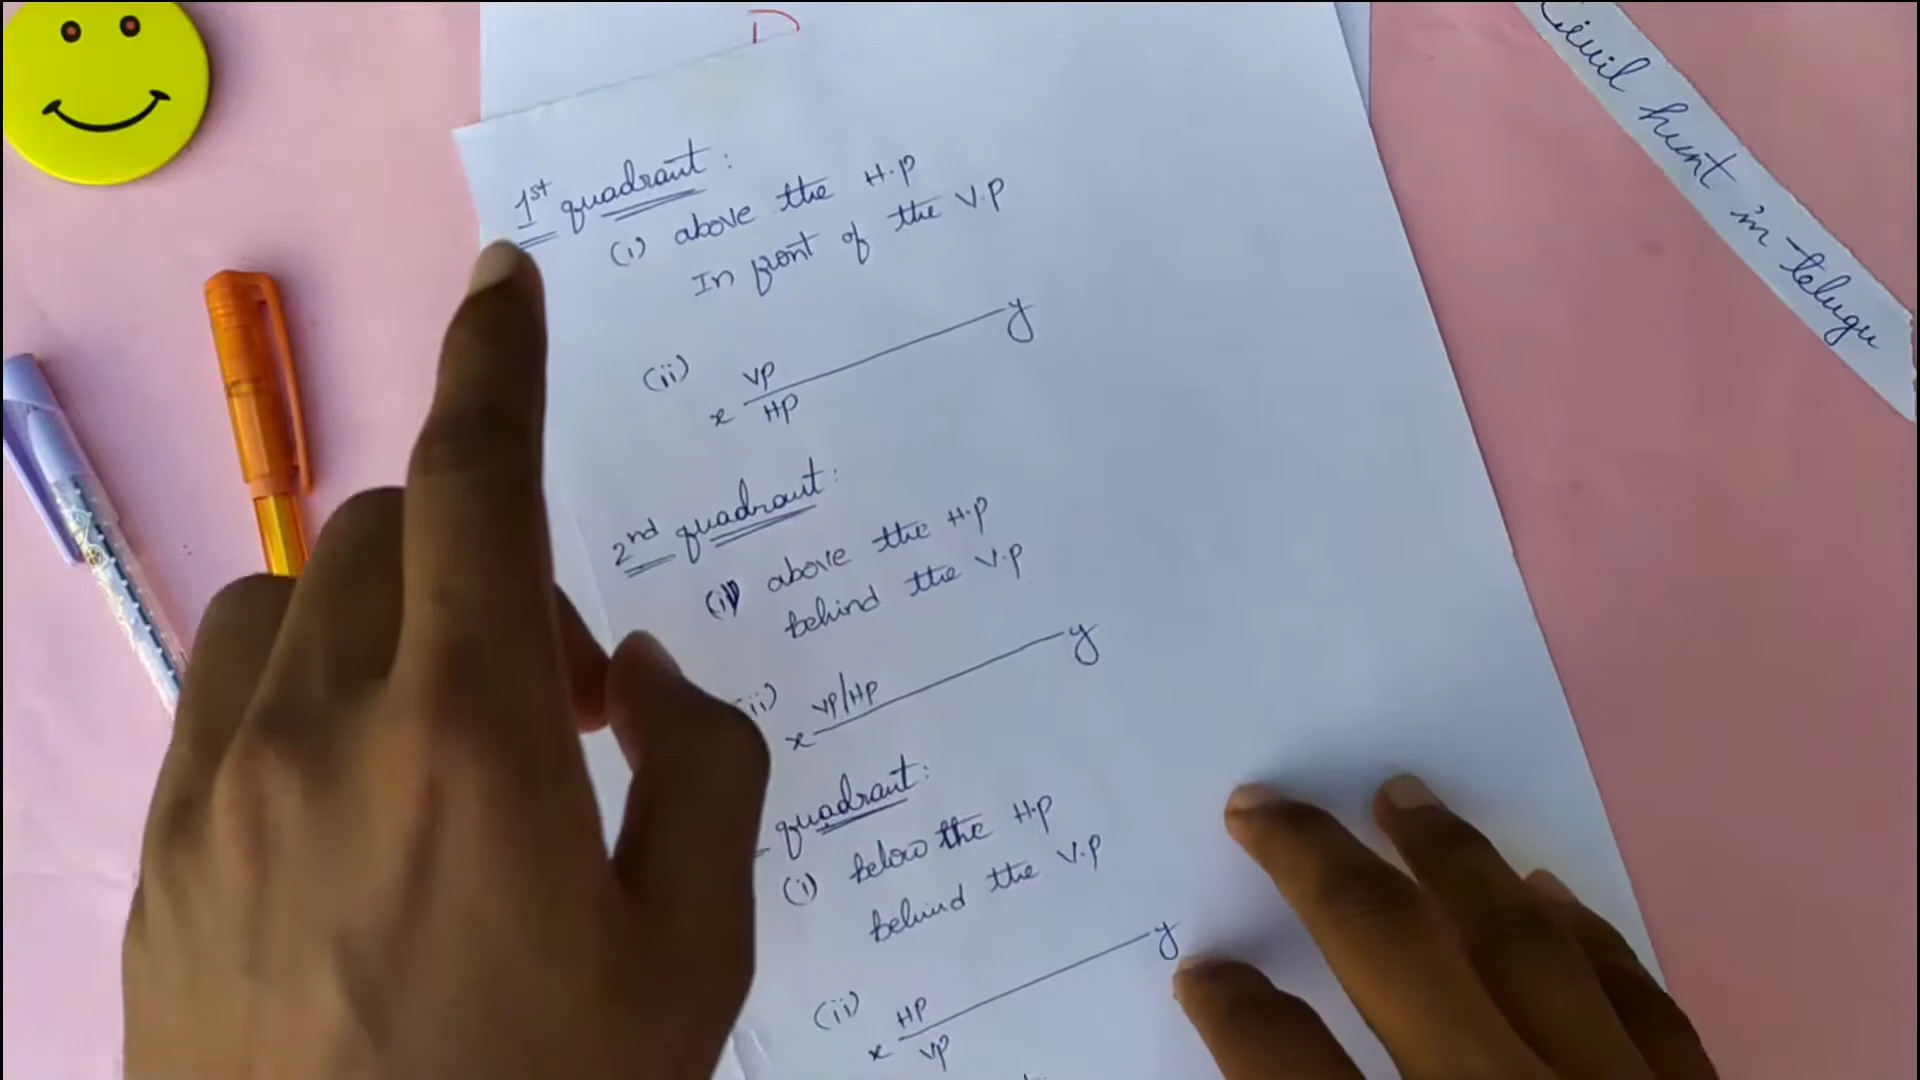 D
1st quadrant :
(i) above the H.P
In front of the V.P
(ii)
VP
x y
HP
2nd quadrant :
(i) above the H.P
behind the V.P
(ii)
VP/HP
x y
quadrant :
(i) below the H.P
behind the V.P
(ii)
HP
x y
VP
Civil hunt in telugu